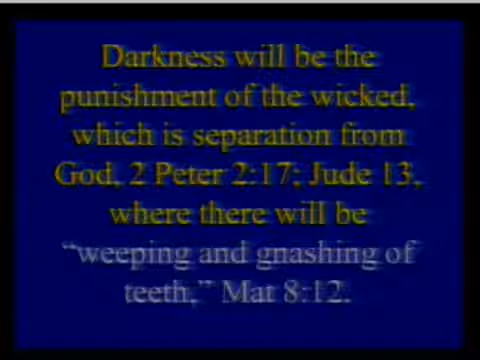 Darkness will be the
punishment of the wicked,
which is separation from
God, 2 Peter 2:17; Jude 13,
where there will be
“weeping and gnashing of
teeth,” Mat 8:12.